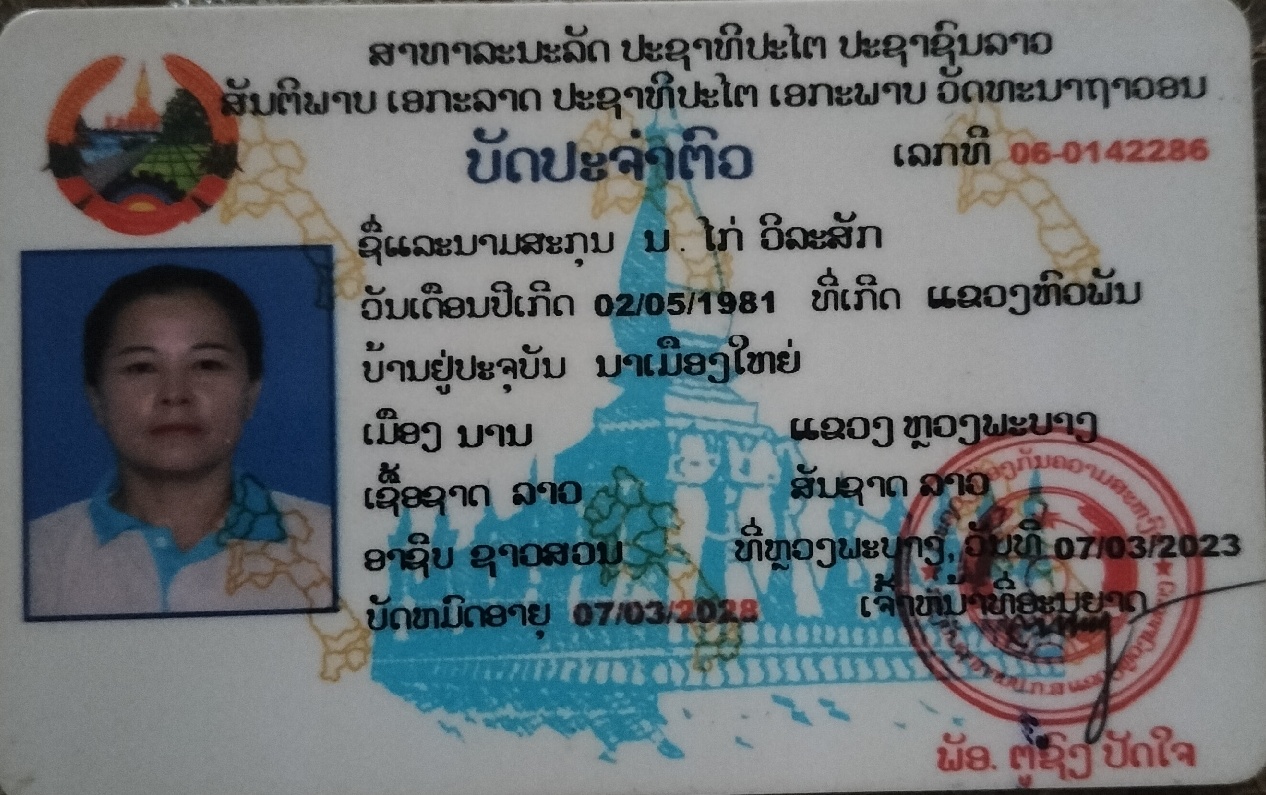 ສາທາລະນະລັດ ປະຊາທິປະໄຕ ປະຊາຊົນລາວ
ສັນຕິພາບ ເອກະລາດ ປະຊາທິປະໄຕ ເອກະພາບ ວັດທະນາຖາວອນ
ບັດປະຈຳຕົວ
ເລກທີ 06-0142286
ຊື່ແລະນາມສະກຸນ ນ. ໄກ່ ວິລະສັກ
ວັນເດືອນປີເກີດ 02/05/1981 ທີ່ເກີດ ແຂວງຫົວພັນ
ບ້ານຢູ່ປະຈຸບັນ ນາເມືອງໃຫຍ່
ເມືອງ ນານ ແຂວງ ຫຼວງພະບາງ
ເຊື້ອຊາດ ລາວ ສັນຊາດ ລາວ
ອາຊີບ ຊາວສວນ ທີ່ຫຼວງພະບາງ, ວັນທີ 07/03/2023
ບັດຫມົດອາຍຸ 07/03/2028 ເຈົ້າຫນ້າທີ່ອະນຸຍາດ
ພັອ. ຕູ້ຊົງ ປັດໃຈ